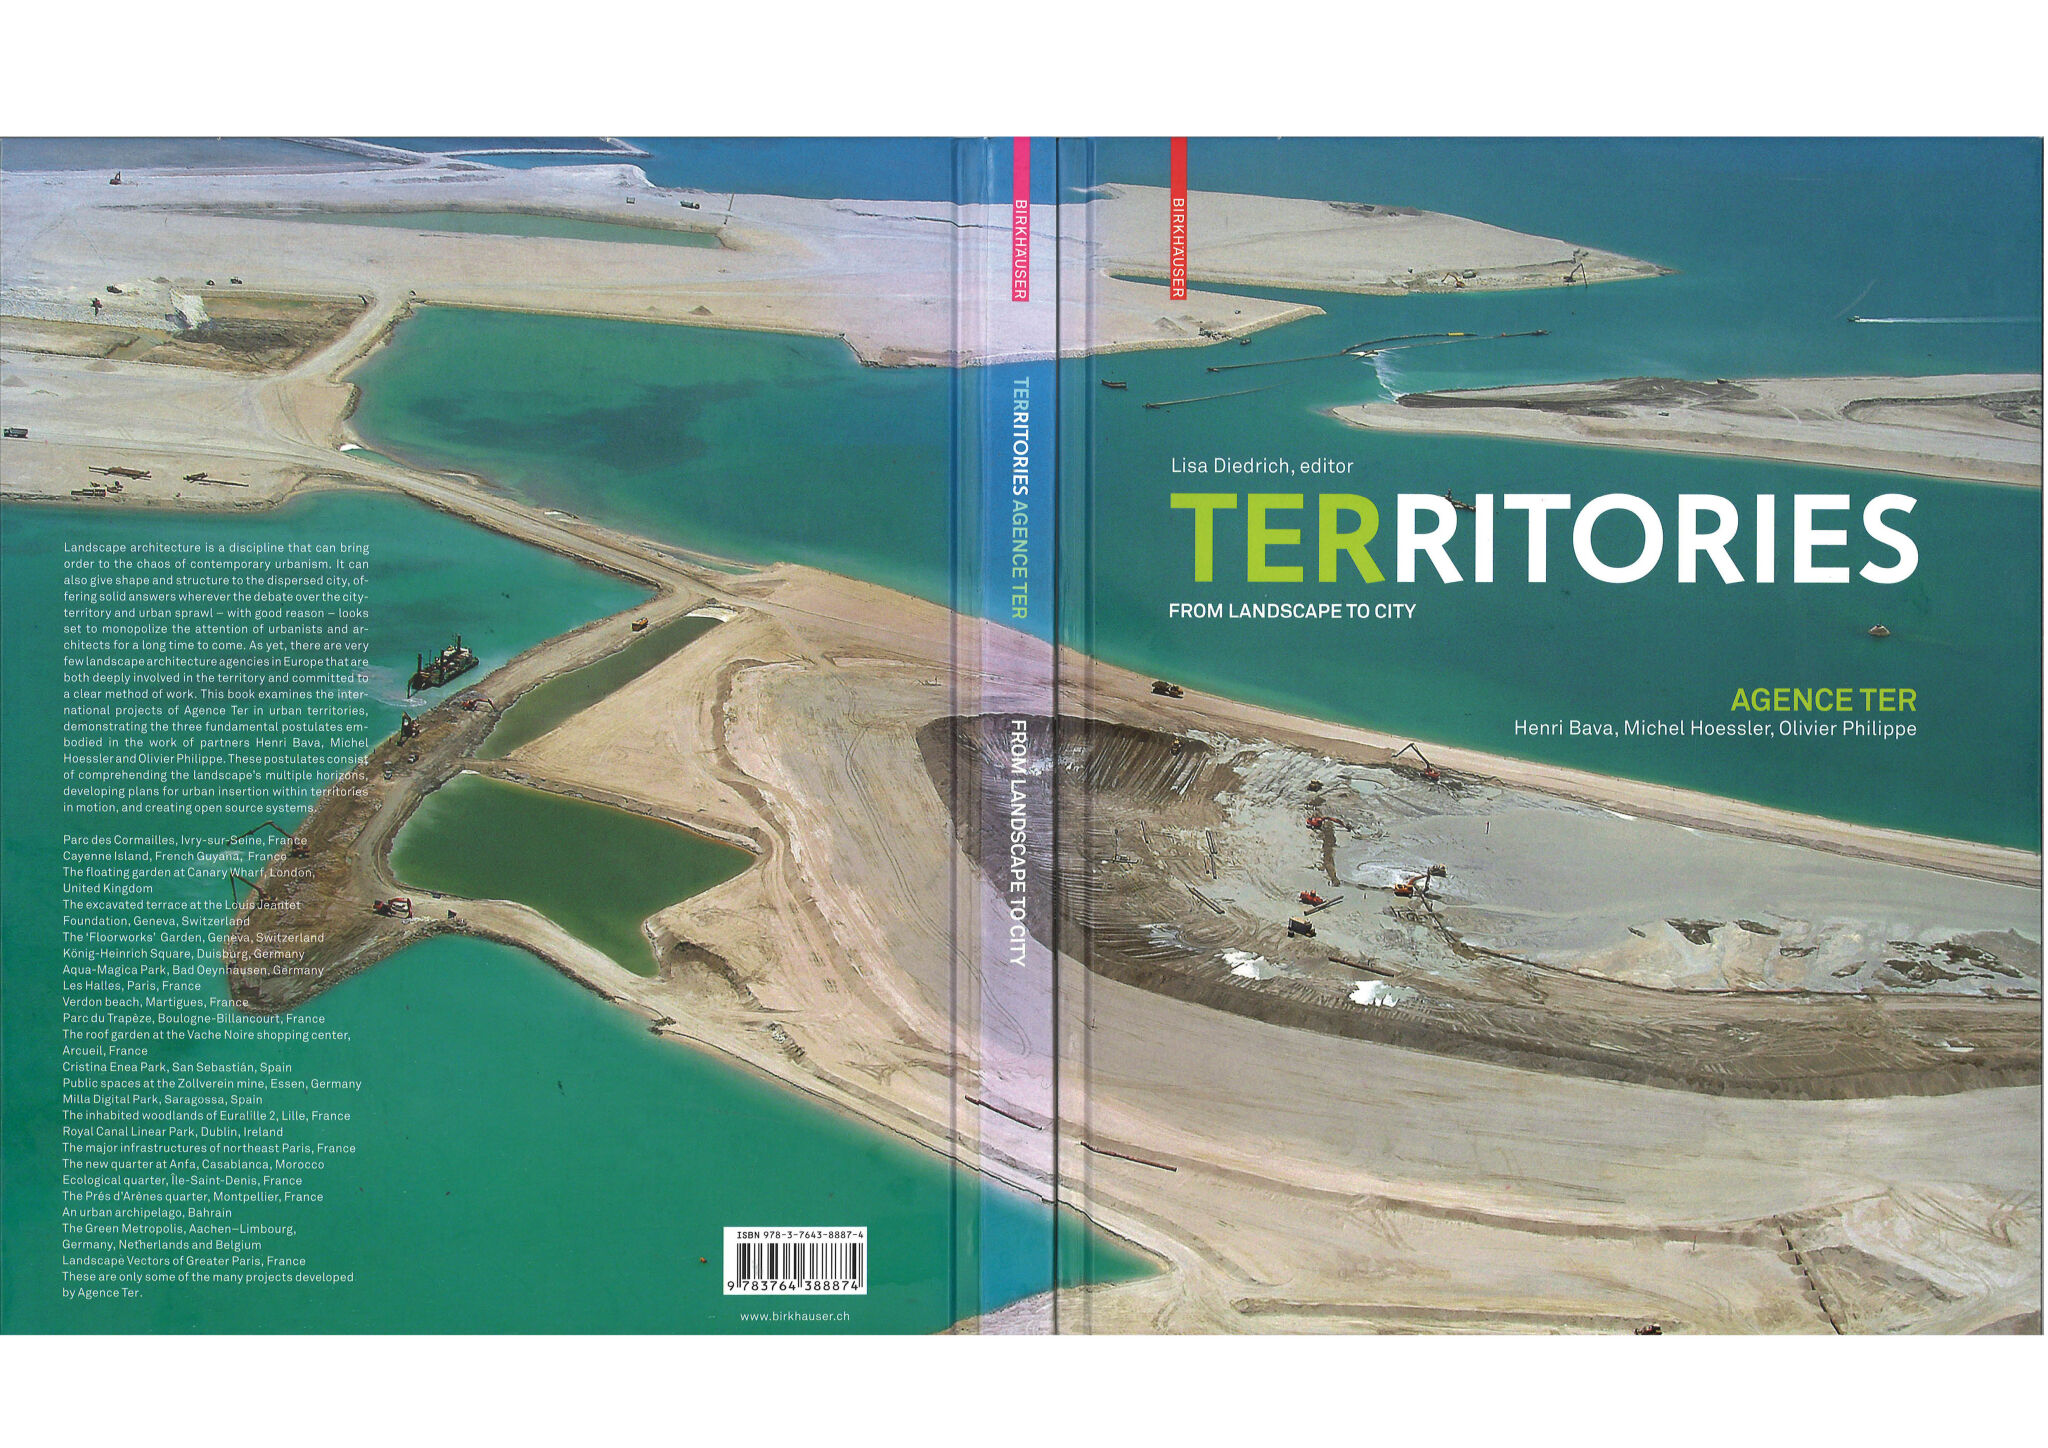 Landscape architecture is a discipline that can bring
order to the chaos of contemporary urbanism. It can
also give shape and structure to the dispersed city, of-
fering solid answers wherever the debate over the city-
territory and urban sprawl – with good reason – looks
set to monopolize the attention of urbanists and ar-
chitects for a long time to come. As yet, there are very
few landscape architecture agencies in Europe that are
both deeply involved in the territory and committed to
a clear method of work. This book examines the inter-
national projects of Agence Ter in urban territories,
demonstrating the three fundamental postulates em-
bodied in the work of partners Henri Bava, Michel
Hoessler and Olivier Philippe. These postulates consist
of comprehending the landscape's multiple horizons,
developing plans for urban insertion within territories
in motion, and creating open source systems.
Parc des Cormailles, Ivry-sur-Seine, France
Cayenne Island, French Guyana, France
The floating garden at Canary Wharf, London,
United Kingdom
The excavated terrace at the Louis Jeantet
Foundation, Geneva, Switzerland
The 'Floorworks' Garden, Geneva, Switzerland
König-Heinrich Square, Duisburg, Germany
Aqua-Magica Park, Bad Oeynhausen, Germany
Les Halles, Paris, France
Verdon beach, Martigues, France
Parc du Trapèze, Boulogne-Billancourt, France
The roof garden at the Vache Noire shopping center,
Arcueil, France
Cristina Enea Park, San Sebastián, Spain
Public spaces at the Zollverein mine, Essen, Germany
Milla Digital Park, Saragossa, Spain
The inhabited woodlands of Euralille 2, Lille, France
Royal Canal Linear Park, Dublin, Ireland
The major infrastructures of northeast Paris, France
The new quarter at Anfa, Casablanca, Morocco
Ecological quarter, Île-Saint-Denis, France
The Prés d'Arènes quarter, Montpellier, France
An urban archipelago, Bahrain
The Green Metropolis, Aachen–Limbourg,
Germany, Netherlands and Belgium
Landscape Vectors of Greater Paris, France
These are only some of the many projects developed
by Agence Ter.
ISBN 978-3-7643-8887-4
9 783764 388874
www.birkhauser.ch
BIRKHÄUSER
TERRITORIES AGENCE TER
FROM LANDSCAPE TO CITY
BIRKHÄUSER
Lisa Diedrich, editor
TERRITORIES
FROM LANDSCAPE TO CITY
AGENCE TER
Henri Bava, Michel Hoessler, Olivier Philippe